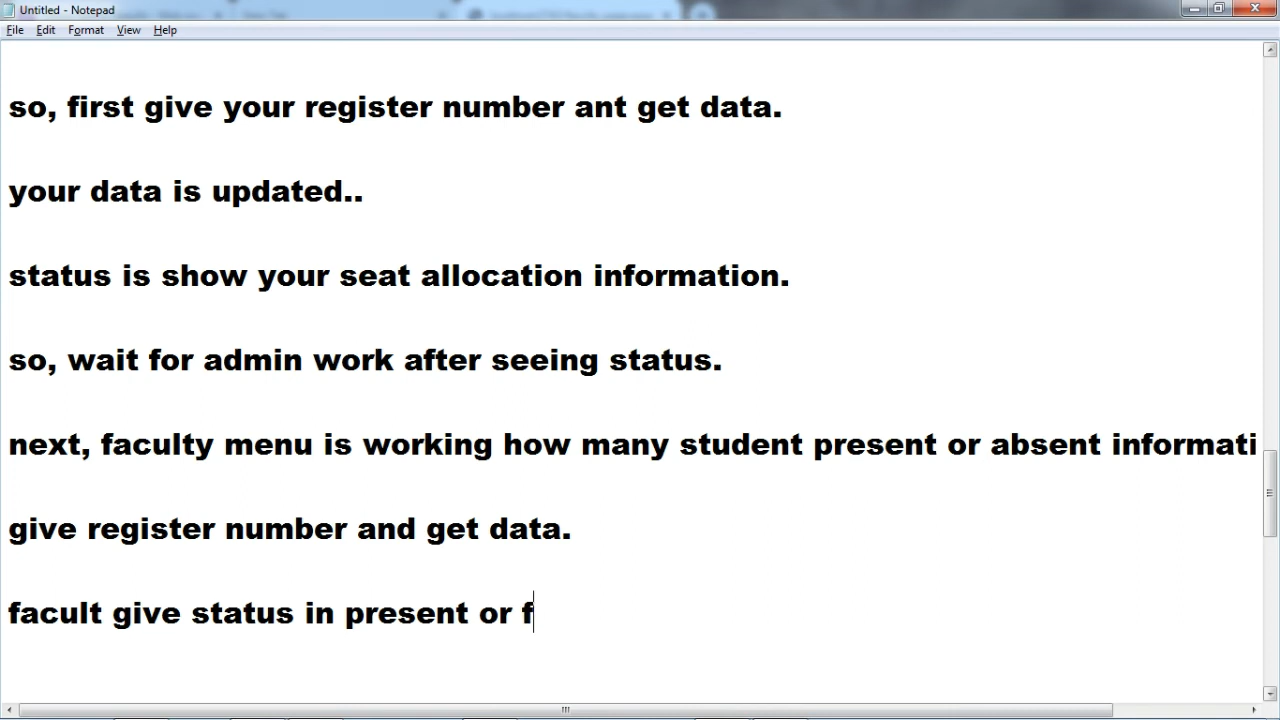 Untitled - Notepad
File Edit Format View Help
so, first give your register number ant get data.
your data is updated..
status is show your seat allocation information.
so, wait for admin work after seeing status.
next, faculty menu is working how many student present or absent informati
give register number and get data.
facult give status in present or f